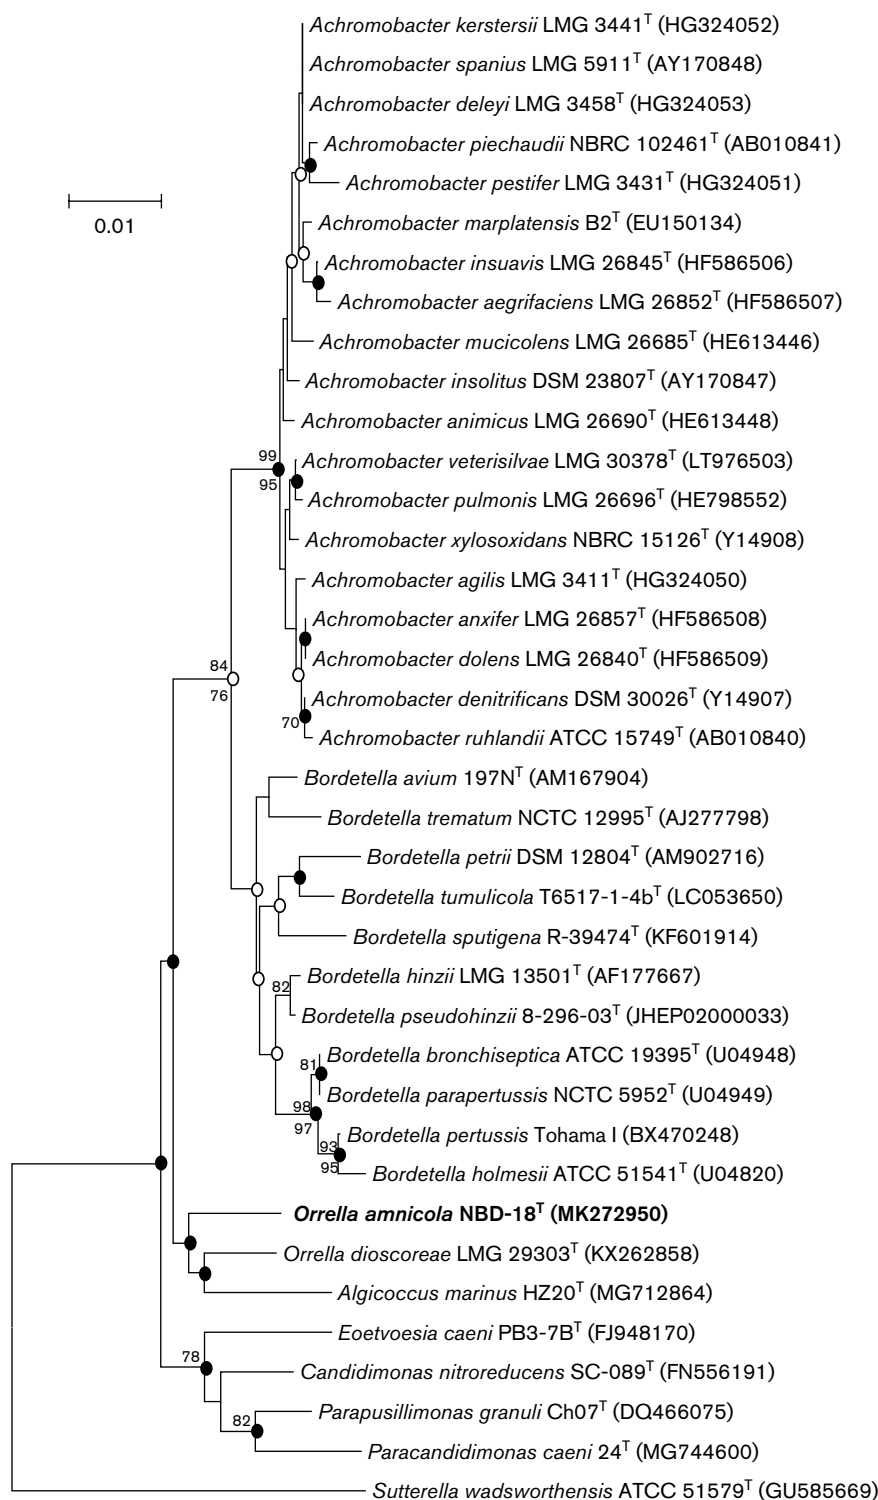 Achromobacter kerstersii LMG 3441ᵀ (HG324052)
Achromobacter spanius LMG 5911ᵀ (AY170848)
Achromobacter deleyi LMG 3458ᵀ (HG324053)
Achromobacter piechaudii NBRC 102461ᵀ (AB010841)
Achromobacter pestifer LMG 3431ᵀ (HG324051)
0.01
Achromobacter marplatensis B2ᵀ (EU150134)
Achromobacter insuavis LMG 26845ᵀ (HF586506)
Achromobacter aegrifaciens LMG 26852ᵀ (HF586507)
Achromobacter mucicolens LMG 26685ᵀ (HE613446)
Achromobacter insolitus DSM 23807ᵀ (AY170847)
Achromobacter animicus LMG 26690ᵀ (HE613448)
99
Achromobacter veterisilvae LMG 30378ᵀ (LT976503)
95
Achromobacter pulmonis LMG 26696ᵀ (HE798552)
Achromobacter xylosoxidans NBRC 15126ᵀ (Y14908)
Achromobacter agilis LMG 3411ᵀ (HG324050)
Achromobacter anxifer LMG 26857ᵀ (HF586508)
Achromobacter dolens LMG 26840ᵀ (HF586509)
84
76
Achromobacter denitrificans DSM 30026ᵀ (Y14907)
70
Achromobacter ruhlandii ATCC 15749ᵀ (AB010840)
Bordetella avium 197Nᵀ (AM167904)
Bordetella trematum NCTC 12995ᵀ (AJ277798)
Bordetella petrii DSM 12804ᵀ (AM902716)
Bordetella tumulicola T6517-1-4bᵀ (LC053650)
Bordetella sputigena R-39474ᵀ (KF601914)
Bordetella hinzii LMG 13501ᵀ (AF177667)
82
Bordetella pseudohinzii 8-296-03ᵀ (JHEP02000033)
Bordetella bronchiseptica ATCC 19395ᵀ (U04948)
81
Bordetella parapertussis NCTC 5952ᵀ (U04949)
98
97
Bordetella pertussis Tohama I (BX470248)
93
95
Bordetella holmesii ATCC 51541ᵀ (U04820)
Orrella amnicola NBD-18ᵀ (MK272950)
Orrella dioscoreae LMG 29303ᵀ (KX262858)
Algicoccus marinus HZ20ᵀ (MG712864)
Eoetvoesia caeni PB3-7Bᵀ (FJ948170)
78
Candidimonas nitroreducens SC-089ᵀ (FN556191)
Parapusillimonas granuli Ch07ᵀ (DQ466075)
82
Paracandidimonas caeni 24ᵀ (MG744600)
Sutterella wadsworthensis ATCC 51579ᵀ (GU585669)